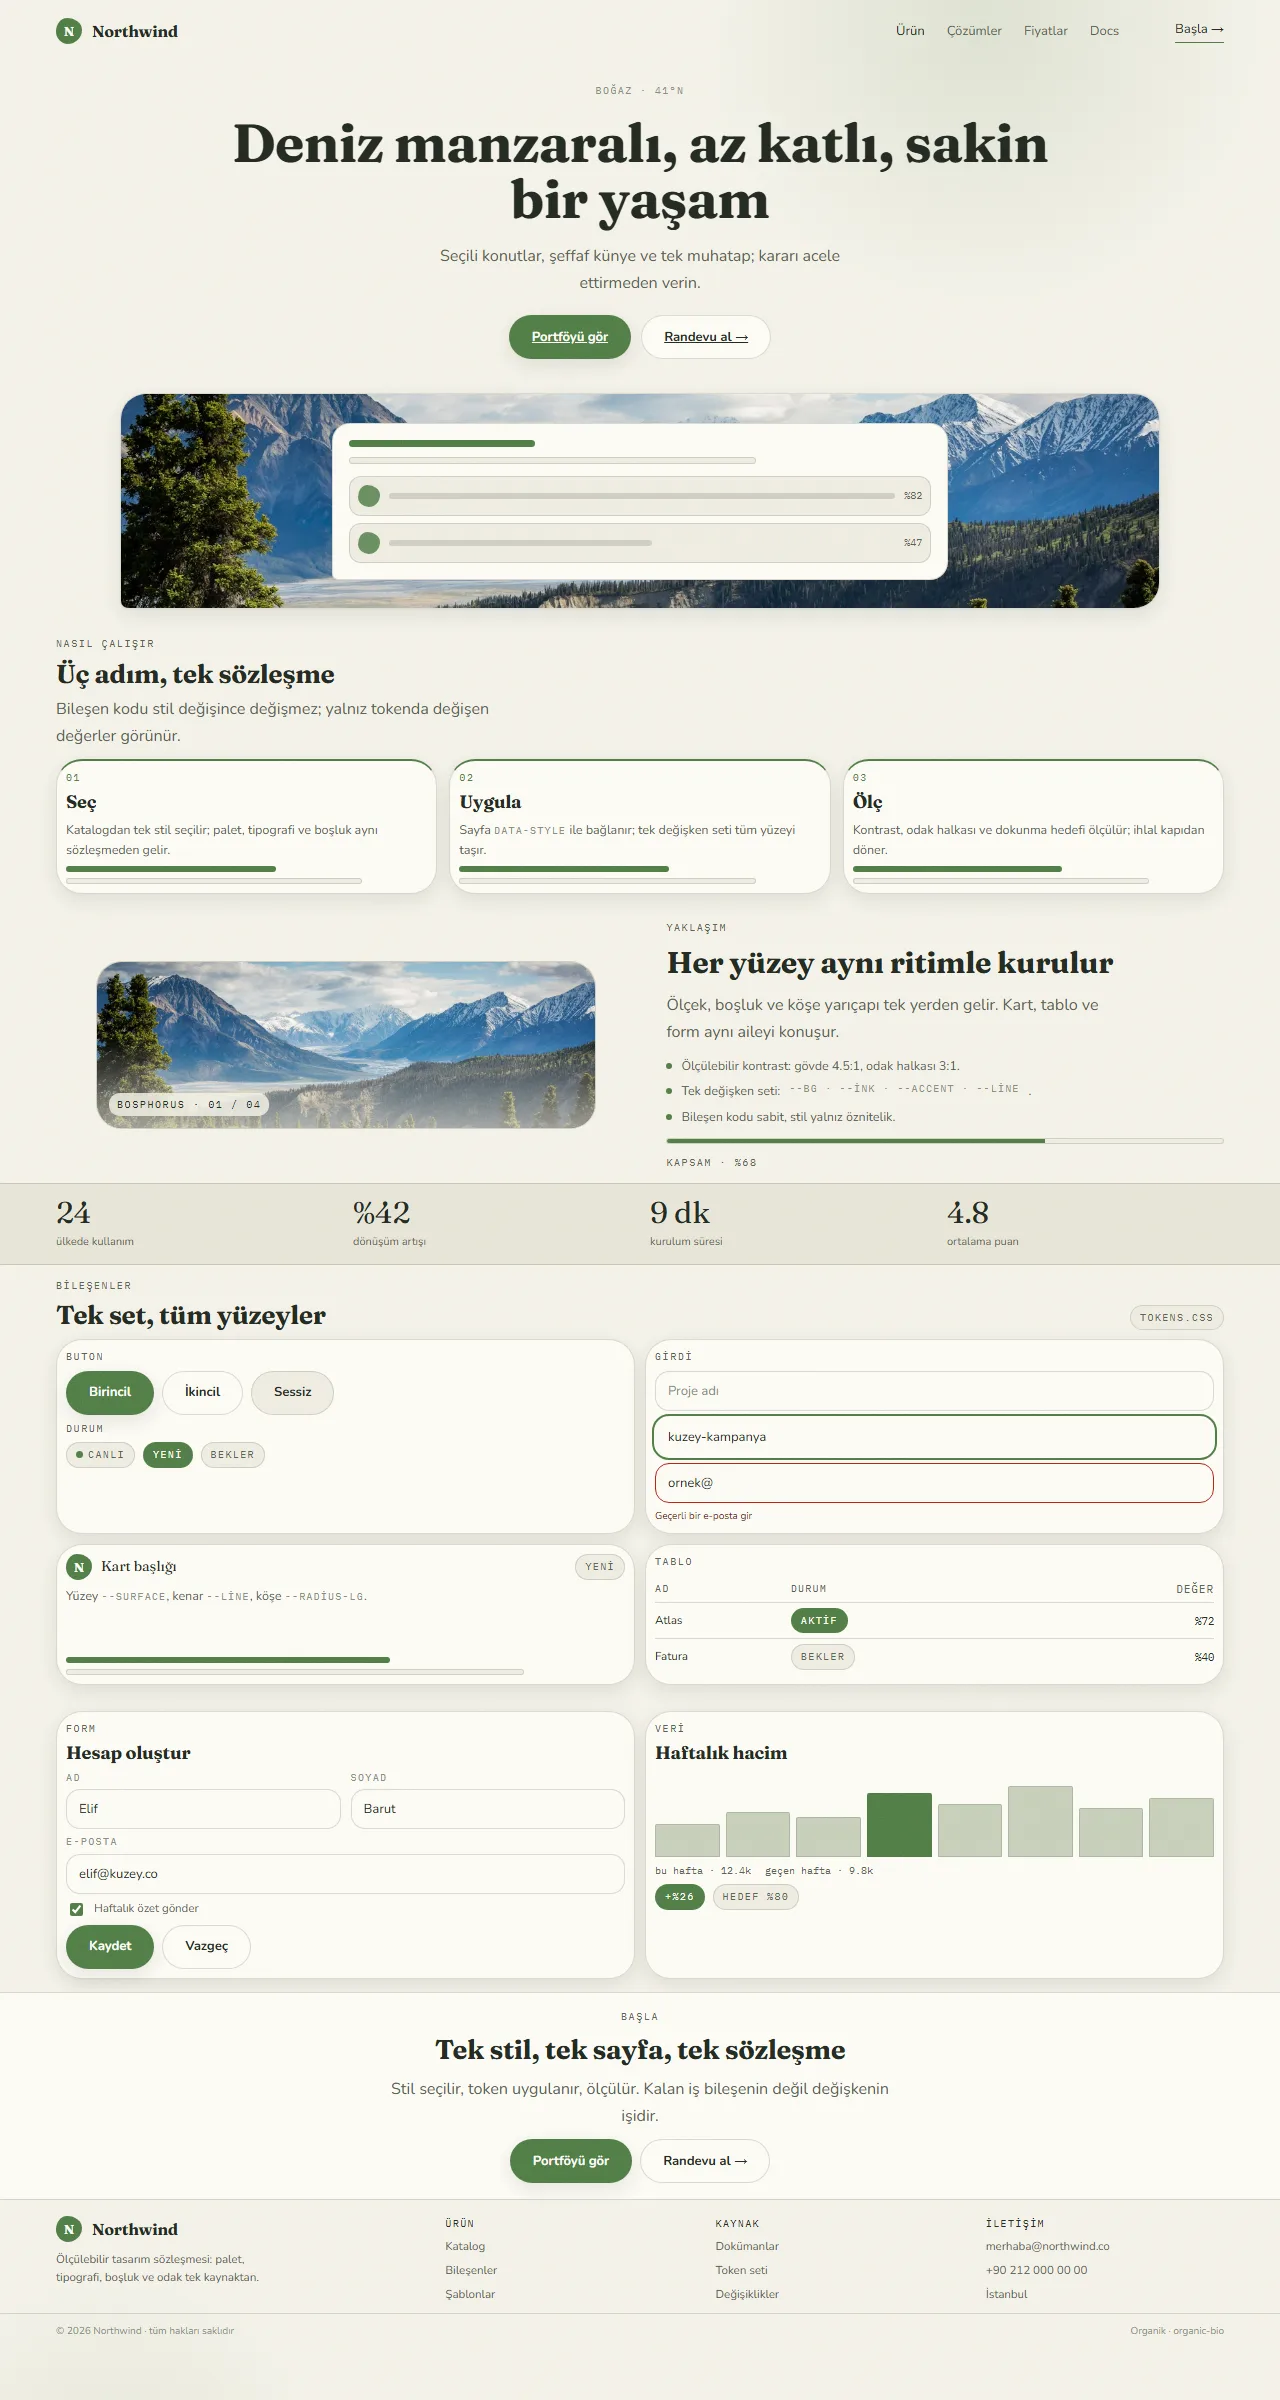 N Northwind
Ürün Çözümler Fiyatlar Docs Başla →
BOĞAZ · 41°N
Deniz manzaralı, az katlı, sakin
bir yaşam
Seçili konutlar, şeffaf künye ve tek muhatap; kararı acele
ettirmeden verin.
Portföyü gör Randevu al →
%82
%47
NASIL ÇALIŞIR
Üç adım, tek sözleşme
Bileşen kodu stil değişince değişmez; yalnız tokenda değişen
değerler görünür.
01
Seç
Katalogdan tek stil seçilir; palet, tipografi ve boşluk aynı
sözleşmeden gelir.
02
Uygula
Sayfa DATA-STYLE ile bağlanır; tek değişken seti tüm yüzeyi
taşır.
03
Ölç
Kontrast, odak halkası ve dokunma hedefi ölçülür; ihlal kapıdan
döner.
BOSPHORUS · 01 / 04
YAKLAŞIM
Her yüzey aynı ritimle kurulur
Ölçek, boşluk ve köşe yarıçapı tek yerden gelir. Kart, tablo ve
form aynı aileyi konuşur.
Ölçülebilir kontrast: gövde 4.5:1, odak halkası 3:1.
Tek değişken seti: --BG · --İNK · --ACCENT · --LİNE .
Bileşen kodu sabit, stil yalnız öznitelik.
KAPSAM · %68
24
ülkede kullanım
%42
dönüşüm artışı
9 dk
kurulum süresi
4.8
ortalama puan
BİLEŞENLER
Tek set, tüm yüzeyler
TOKENS.CSS
BUTON
Birincil İkincil Sessiz
DURUM
CANLI YENİ BEKLER
GİRDİ
Proje adı
kuzey-kampanya
ornek@
Geçerli bir e-posta gir
N Kart başlığı YENİ
Yüzey --SURFACE, kenar --LİNE, köşe --RADİUS-LG.
TABLO
AD DURUM DEĞER
Atlas AKTİF %72
Fatura BEKLER %40
FORM
Hesap oluştur
AD SOYAD
Elif Barut
E-POSTA
elif@kuzey.co
Haftalık özet gönder
Kaydet Vazgeç
VERİ
Haftalık hacim
bu hafta · 12.4k geçen hafta · 9.8k
+%26 HEDEF %80
BAŞLA
Tek stil, tek sayfa, tek sözleşme
Stil seçilir, token uygulanır, ölçülür. Kalan iş bileşenin değil değişkenin
işidir.
Portföyü gör Randevu al →
N Northwind
Ölçülebilir tasarım sözleşmesi: palet,
tipografi, boşluk ve odak tek kaynaktan.
ÜRÜN
Katalog
Bileşenler
Şablonlar
KAYNAK
Dokümanlar
Token seti
Değişiklikler
İLETİŞİM
merhaba@northwind.co
+90 212 000 00 00
İstanbul
© 2026 Northwind · tüm hakları saklıdır
Organik · organic-bio